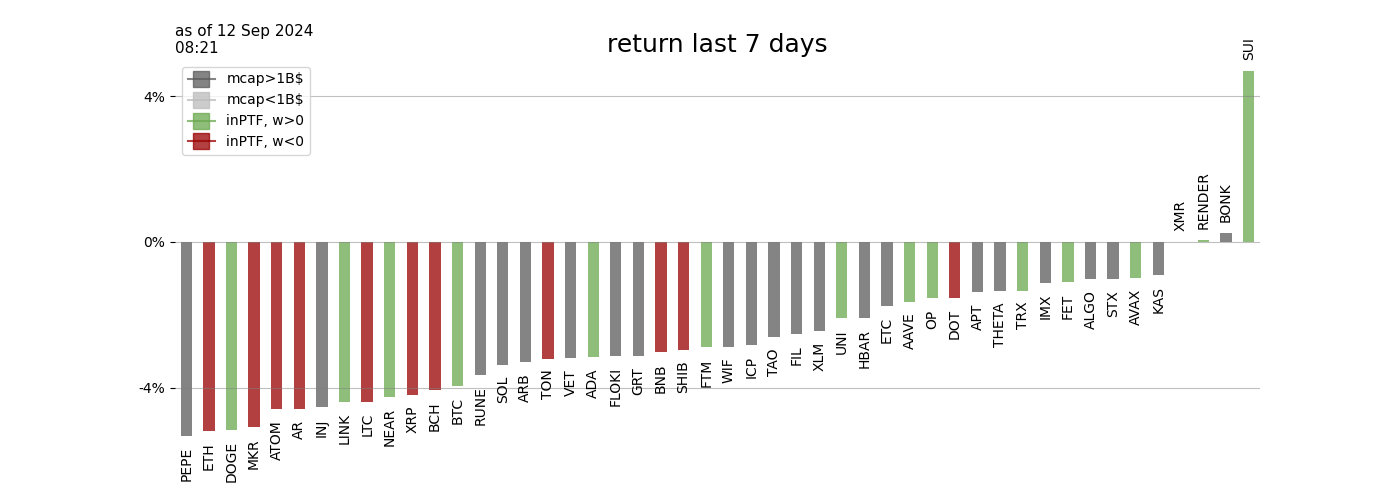 as of 12 Sep 2024
08:21
return last 7 days
mcap>1B$
mcap<1B$
inPTF, w>0
inPTF, w<0
4%
0%
-4%
PEPE
ETH
DOGE
MKR
ATOM
AR
INJ
LINK
LTC
NEAR
XRP
BCH
BTC
RUNE
SOL
ARB
TON
VET
ADA
FLOKI
GRT
BNB
SHIB
FTM
WIF
ICP
TAO
FIL
XLM
UNI
HBAR
ETC
AAVE
OP
DOT
APT
THETA
TRX
IMX
FET
ALGO
STX
AVAX
KAS
XMR
RENDER
BONK
SUI